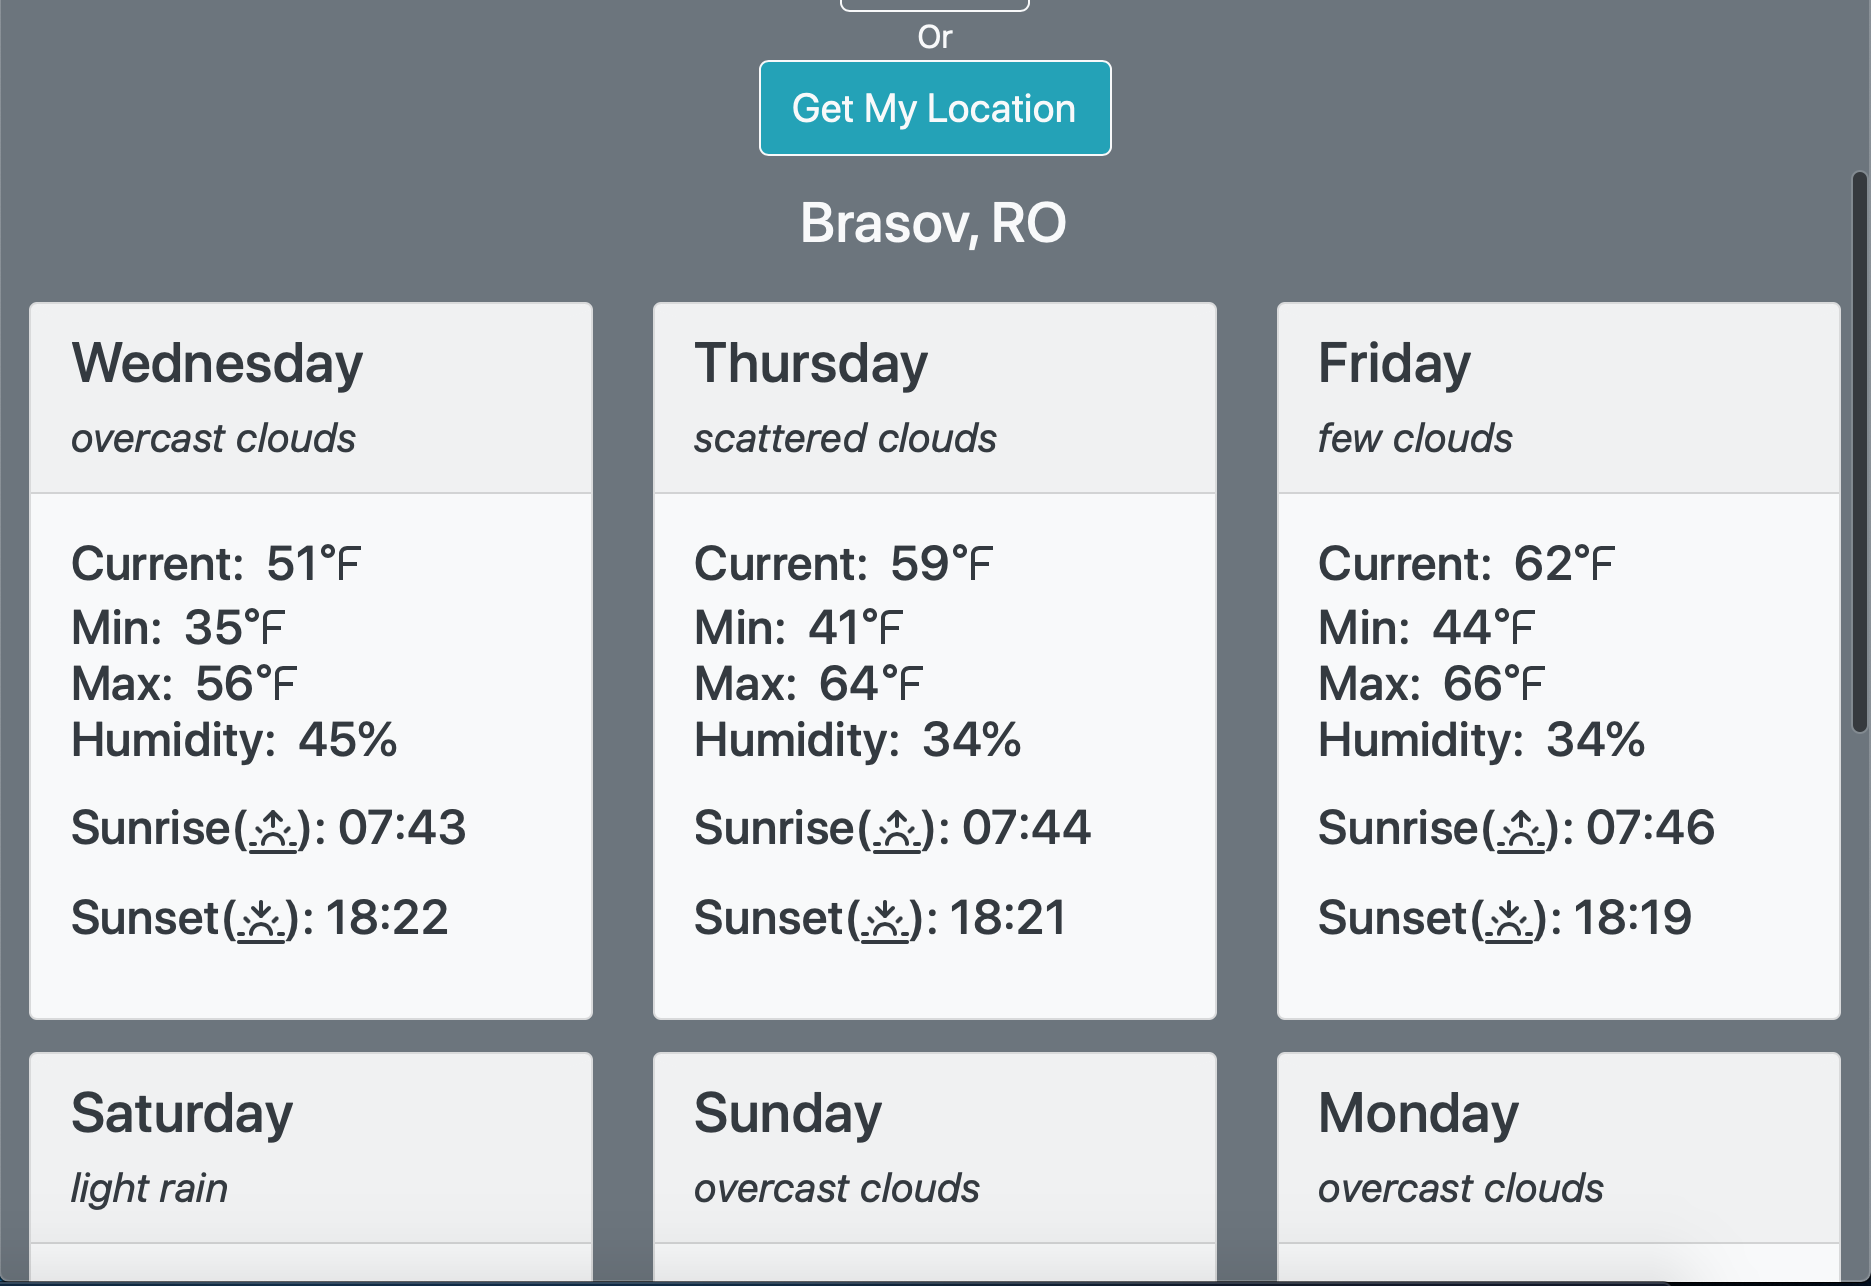 Or
Get My Location
Brasov, RO
Wednesday
overcast clouds
Current: 51°F
Min: 35°F
Max: 56°F
Humidity: 45%
Sunrise( ): 07:43
Sunset( ): 18:22
Thursday
scattered clouds
Current: 59°F
Min: 41°F
Max: 64°F
Humidity: 34%
Sunrise( ): 07:44
Sunset( ): 18:21
Friday
few clouds
Current: 62°F
Min: 44°F
Max: 66°F
Humidity: 34%
Sunrise( ): 07:46
Sunset( ): 18:19
Saturday
light rain
Sunday
overcast clouds
Monday
overcast clouds